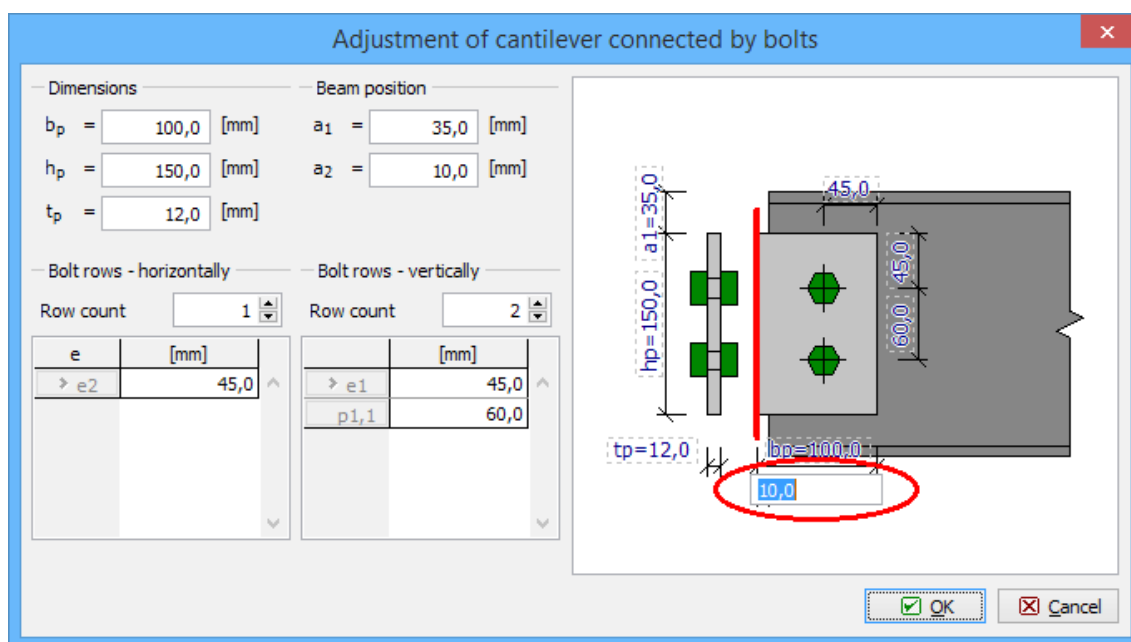 Adjustment of cantilever connected by bolts
Dimensions
bp = 100,0 [mm]
hp = 150,0 [mm]
tp = 12,0 [mm]
Beam position
a1 = 35,0 [mm]
a2 = 10,0 [mm]
Bolt rows - horizontally
Row count 1
e [mm]
> e2 45,0
Bolt rows - vertically
Row count 2
[mm]
> e1 45,0
p1,1 60,0
a1=35,0
hp=150,0
45,0
45,0
60,0
tp=12,0
bp=100,0
10,0
OK
Cancel